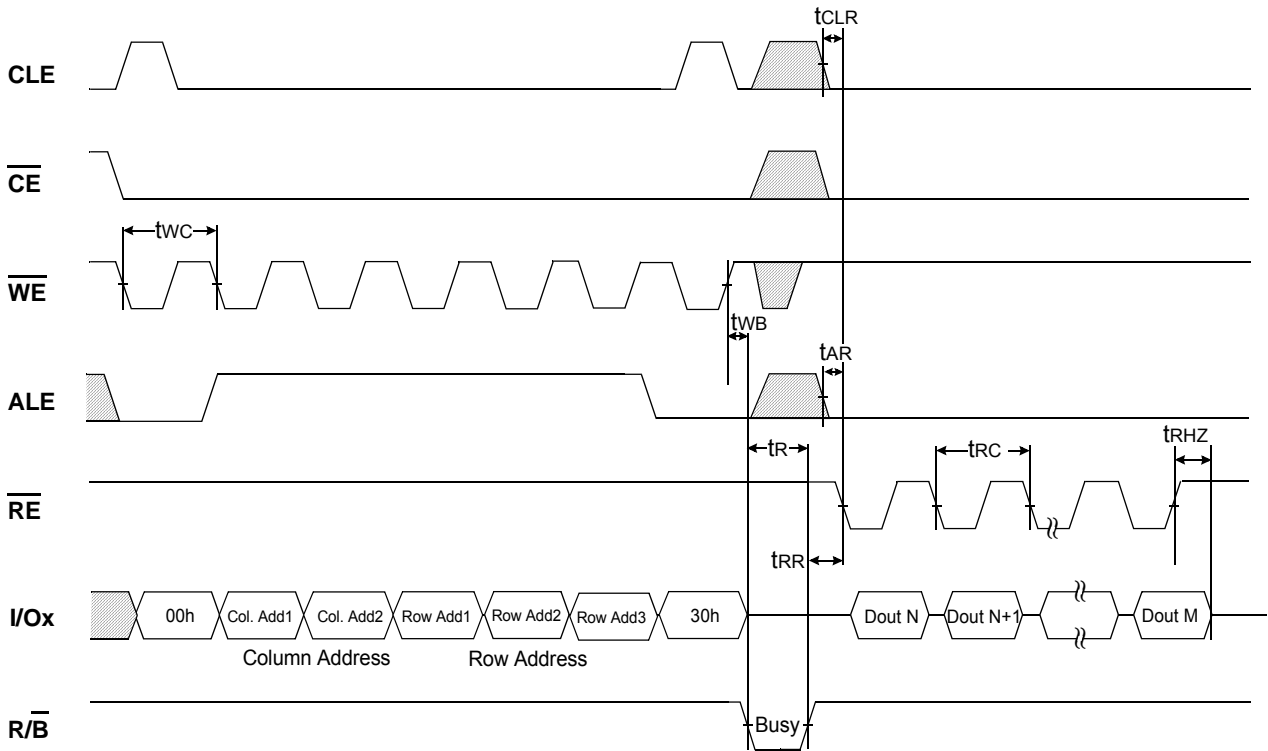 tCLR
CLE
CE
tWC
WE
tWB
tAR
ALE
tR
tRC
tRHZ
RE
tRR
I/Ox
00h
Col. Add1
Col. Add2
Row Add1
Row Add2
Row Add3
30h
Dout N
Dout N+1
Dout M
Column Address
Row Address
R/B
Busy